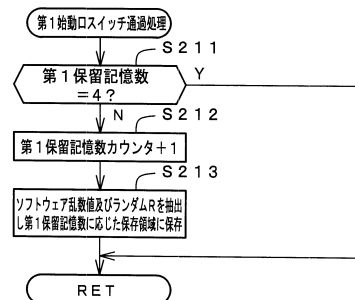 第1始動口スイッチ通過処理
S211
第1保留記憶数
=4?
Y
N
S212
第1保留記憶数カウンタ+1
S213
ソフトウェア乱数値及びランダムRを抽出
し第1保留記憶数に応じた保存領域に保存
RET